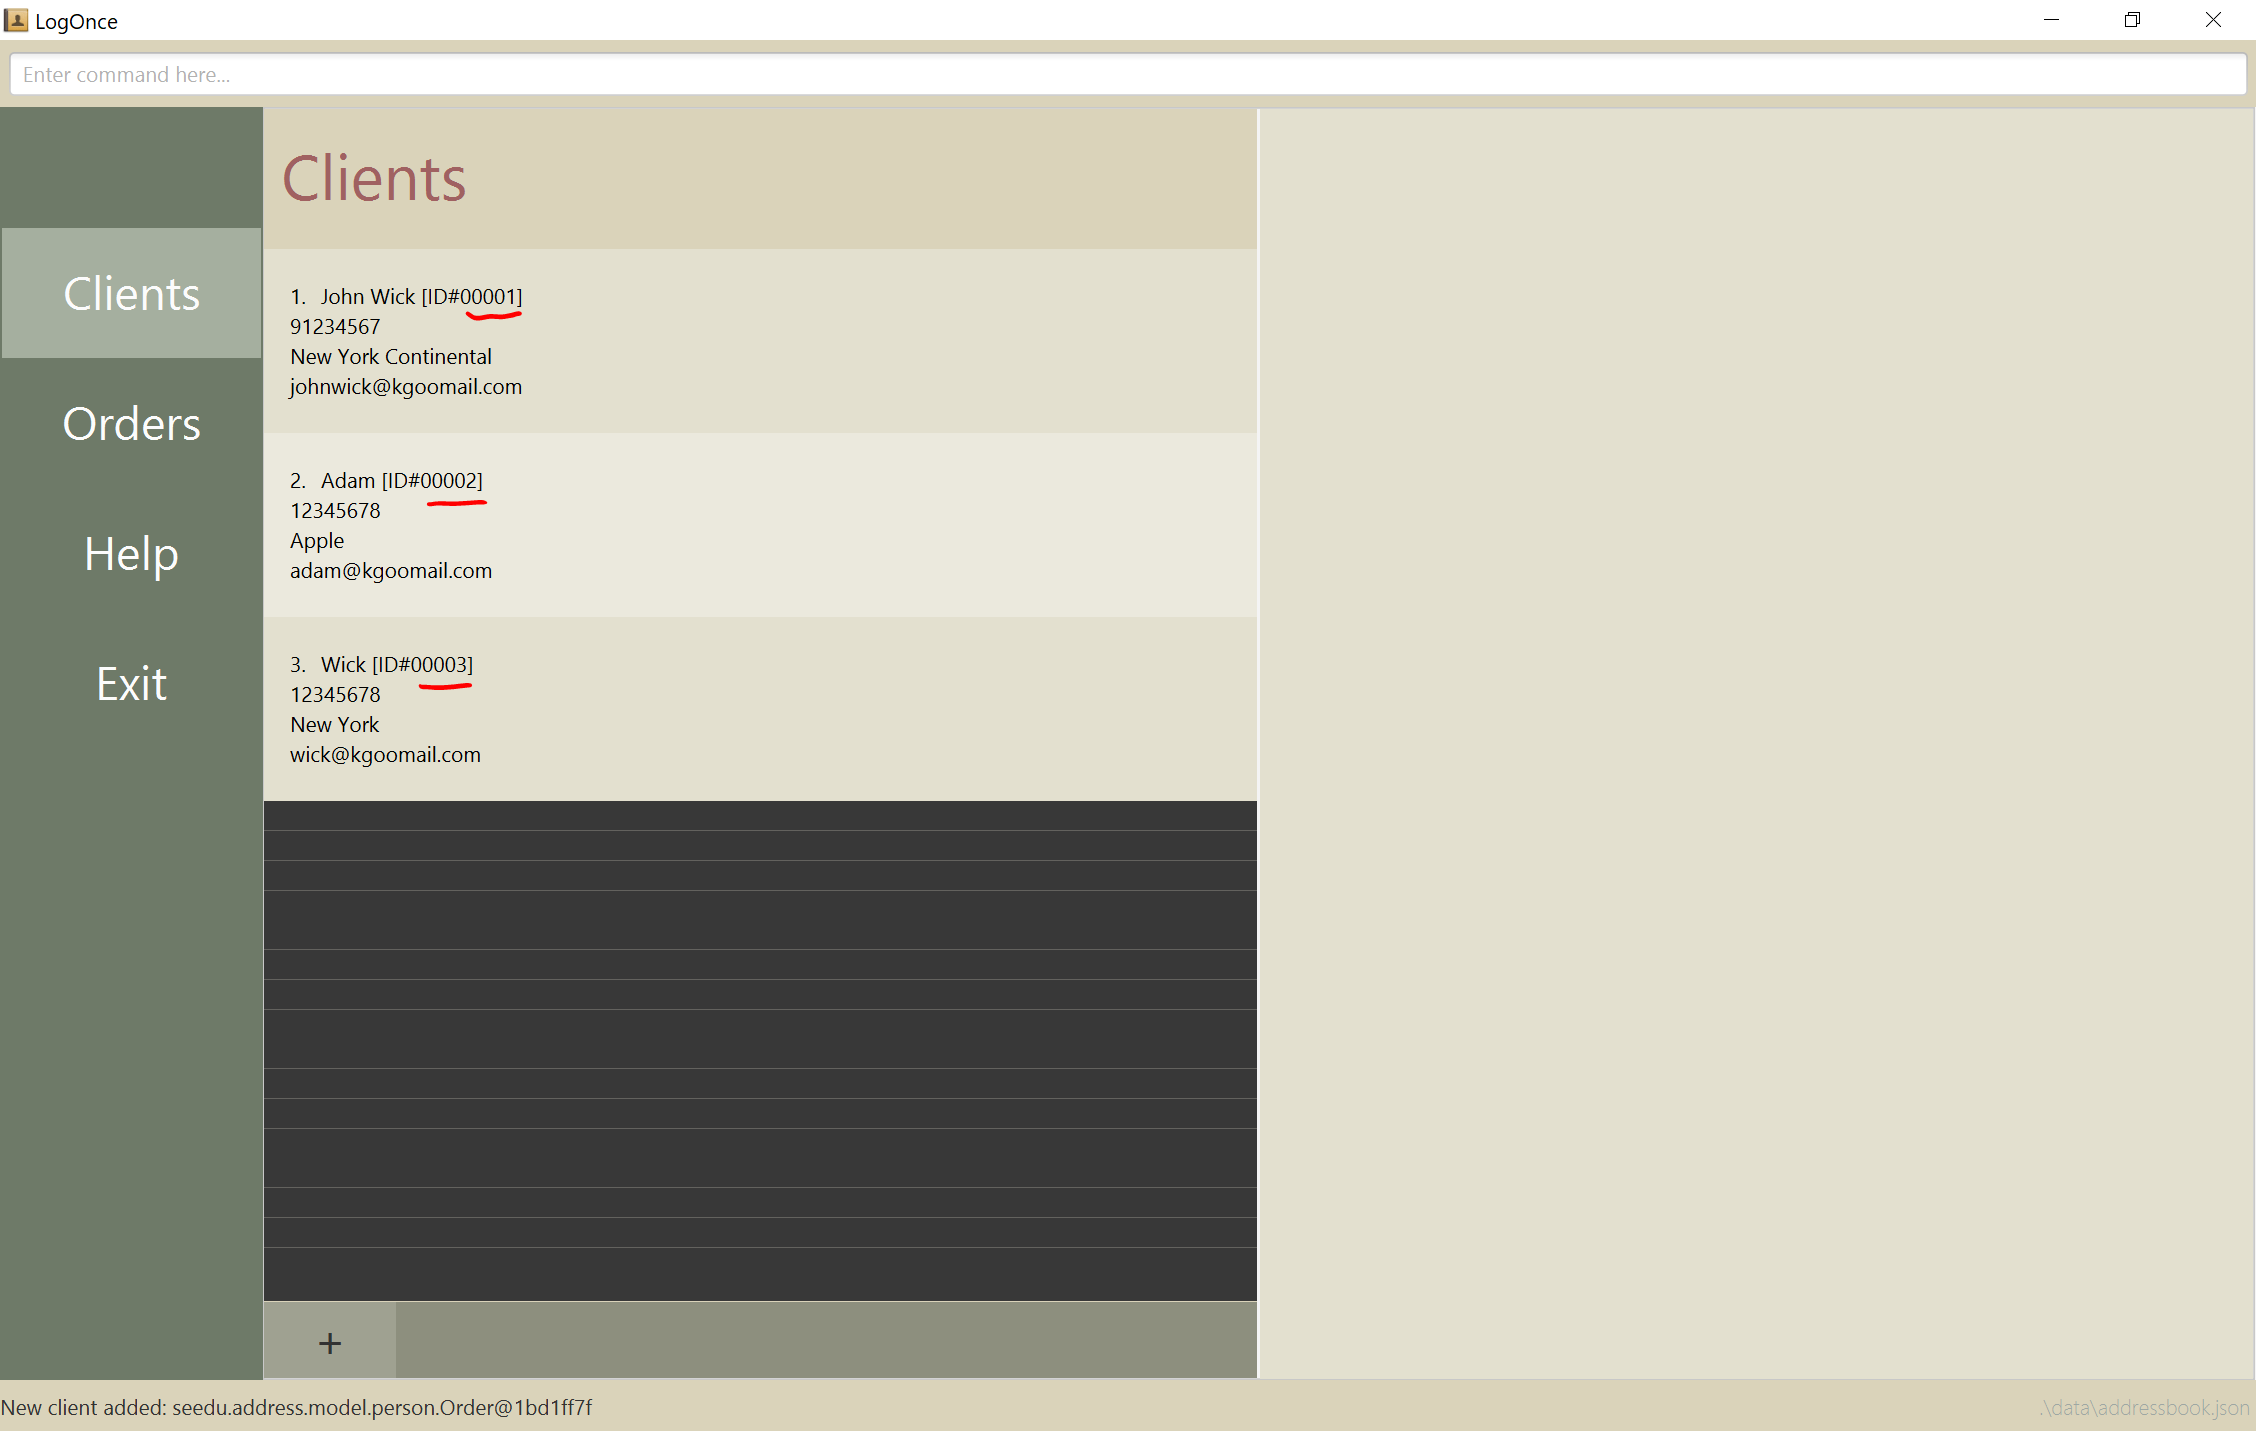 LogOnce
Enter command here...
Clients
Orders
Help
Exit
Clients
1. John Wick [ID#00001]
91234567
New York Continental
johnwick@kgoomail.com
2. Adam [ID#00002]
12345678
Apple
adam@kgoomail.com
3. Wick [ID#00003]
12345678
New York
wick@kgoomail.com
+
New client added: seedu.address.model.person.Order@1bd1ff7f
.\data\addressbook.json